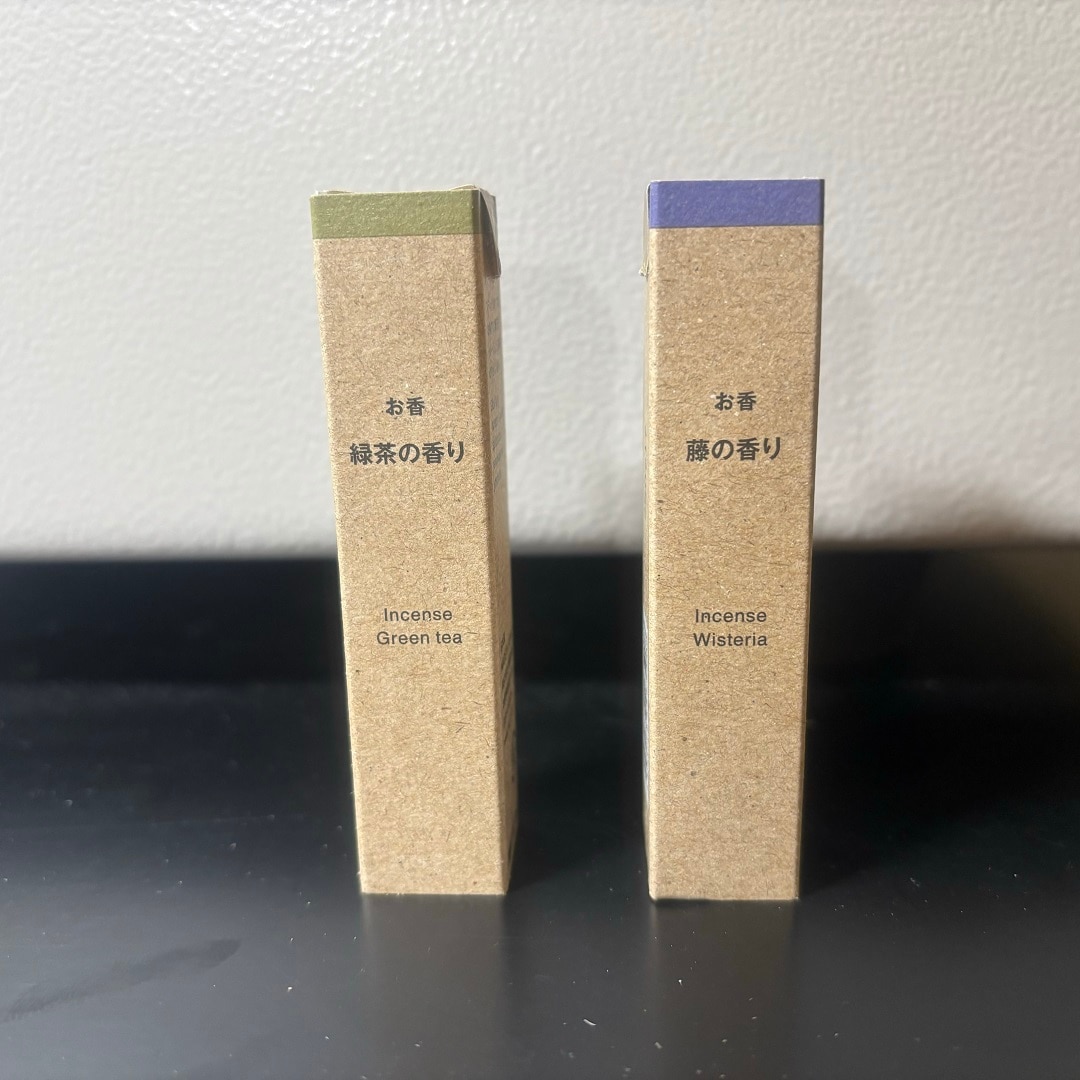 お香
緑茶の香り
Incense
Green tea
お香
藤の香り
Incense
Wisteria